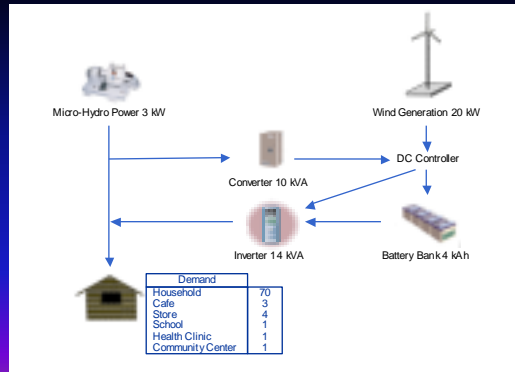 Micro-Hydro Power 3 kW
Wind Generation 20 kW
DC Controller
Converter 10 kVA
Inverter 14 kVA
Battery Bank 4 kAh
Demand
Household 70
Cafe 3
Store 4
School 1
Health Clinic 1
Community Center 1